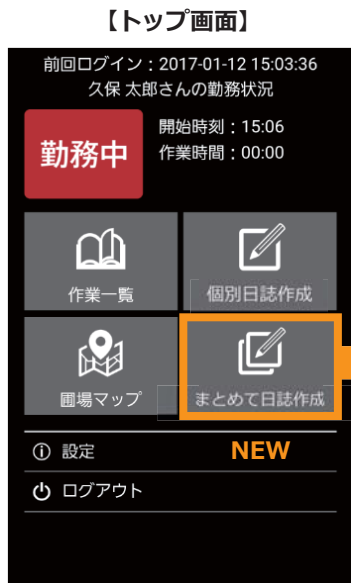 【トップ画面】
前回ログイン：2017-01-12 15:03:36
久保 太郎さんの勤務状況
勤務中
開始時刻：15:06
作業時間：00:00
作業一覧
個別日誌作成
圃場マップ
まとめて日誌作成
設定
NEW
ログアウト